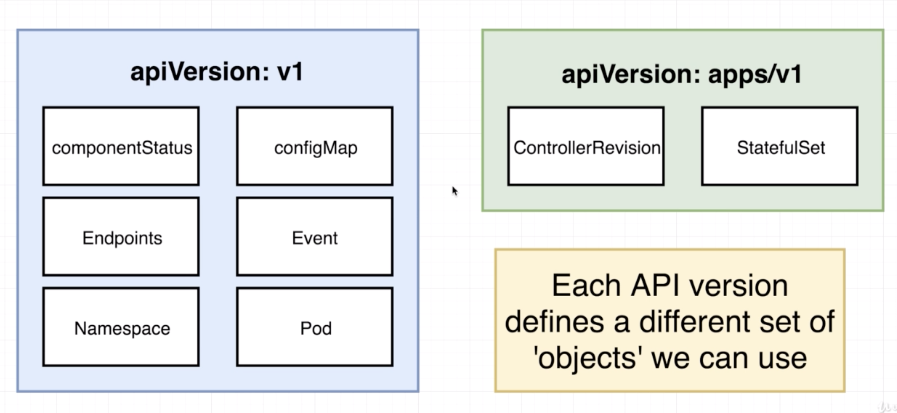 apiVersion: v1
componentStatus
configMap
Endpoints
Event
Namespace
Pod
apiVersion: apps/v1
ControllerRevision
StatefulSet
Each API version
defines a different set of
'objects' we can use